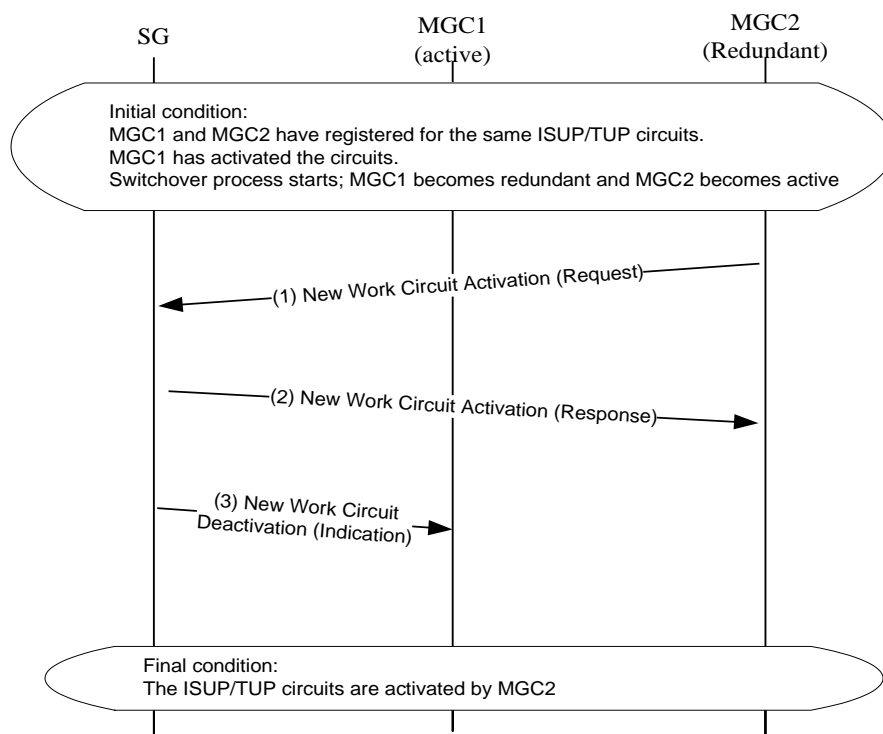 SG
MGC1
(active)
MGC2
(Redundant)
Initial condition:
MGC1 and MGC2 have registered for the same ISUP/TUP circuits.
MGC1 has activated the circuits.
Switchover process starts; MGC1 becomes redundant and MGC2 becomes active
(1) New Work Circuit Activation (Request)
(2) New Work Circuit Activation (Response)
(3) New Work Circuit
Deactivation (Indication)
Final condition:
The ISUP/TUP circuits are activated by MGC2